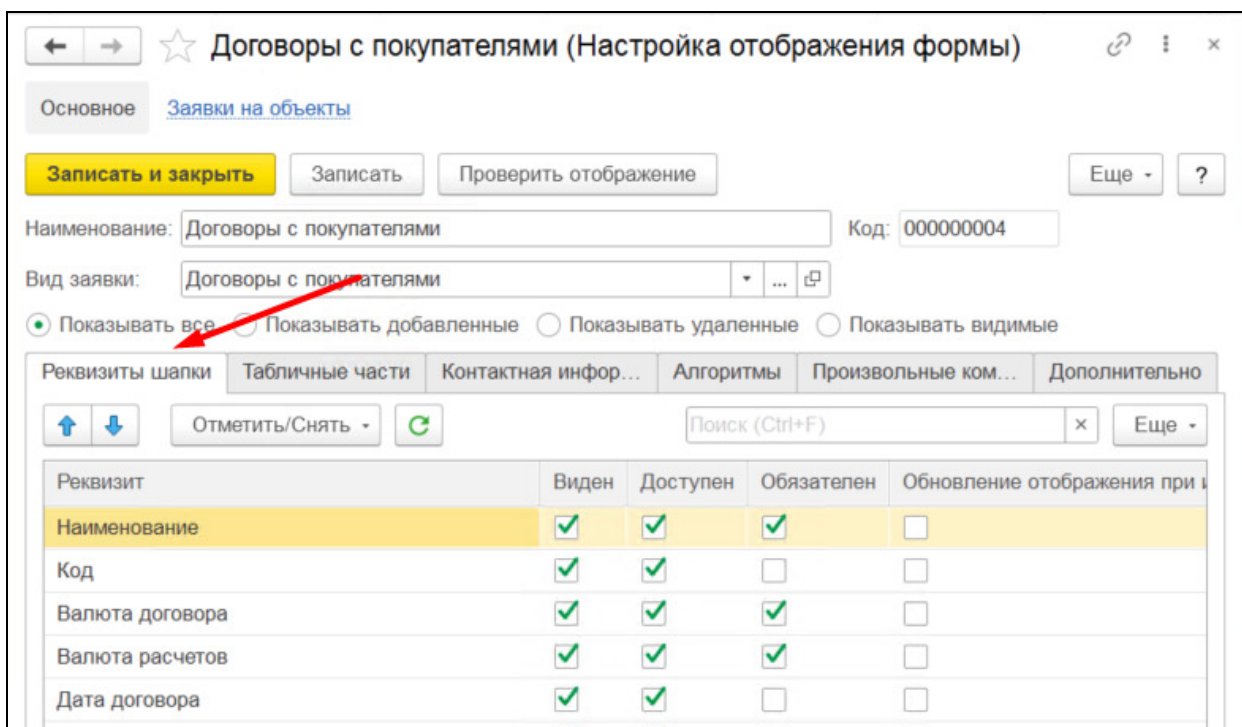 Договоры с покупателями (Настройка отображения формы)
Основное Заявки на объекты
Записать и закрыть Записать Проверить отображение Еще ?
Наименование: Договоры с покупателями Код: 000000004
Вид заявки: Договоры с покупателями ...
Показывать все Показывать добавленные Показывать удаленные Показывать видимые
Реквизиты шапки Табличные части Контактная инфор... Алгоритмы Произвольные ком... Дополнительно
Отметить/Снять Поиск (Ctrl+F) × Еще
Реквизит Виден Доступен Обязателен Обновление отображения при
Наименование
Код
Валюта договора
Валюта расчетов
Дата договора